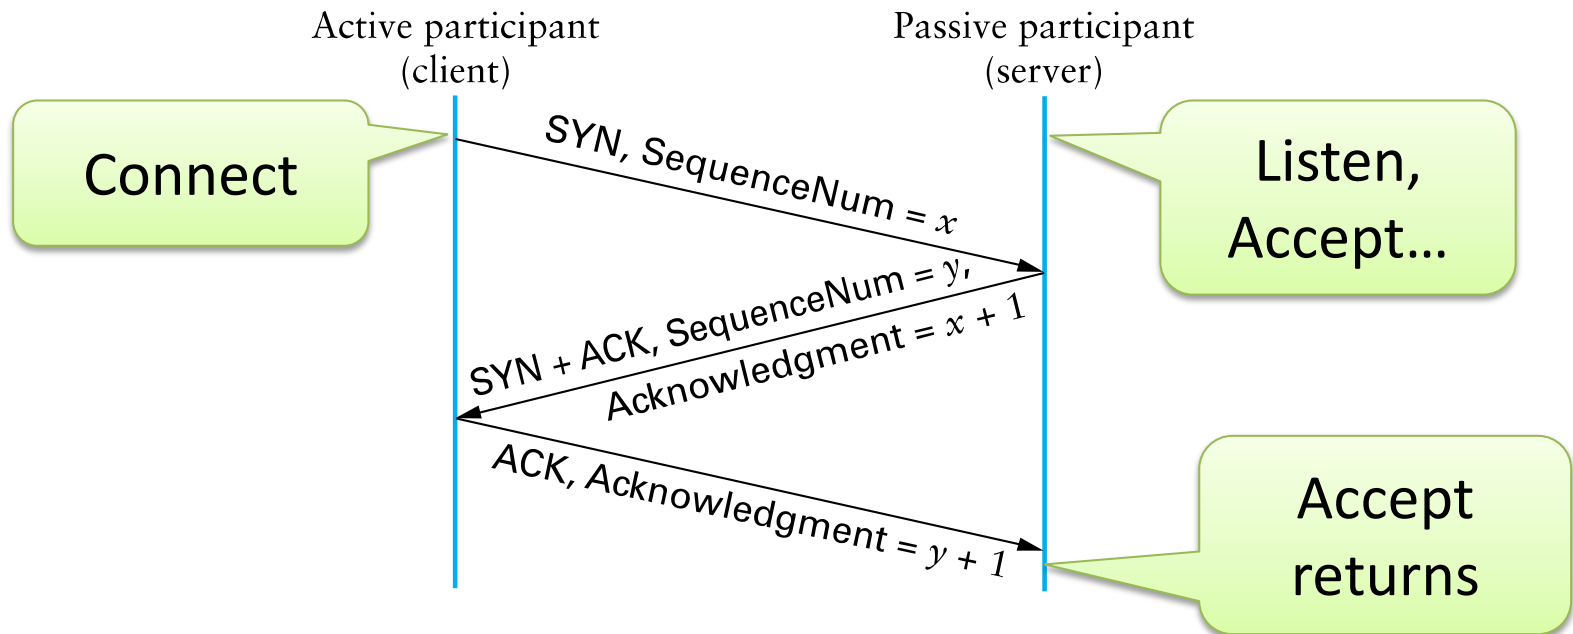 Active participant
(client)
Passive participant
(server)
Connect
SYN, SequenceNum = x
Listen,
Accept...
SYN + ACK, SequenceNum = y,
Acknowledgment = x + 1
ACK, Acknowledgment = y + 1
Accept
returns